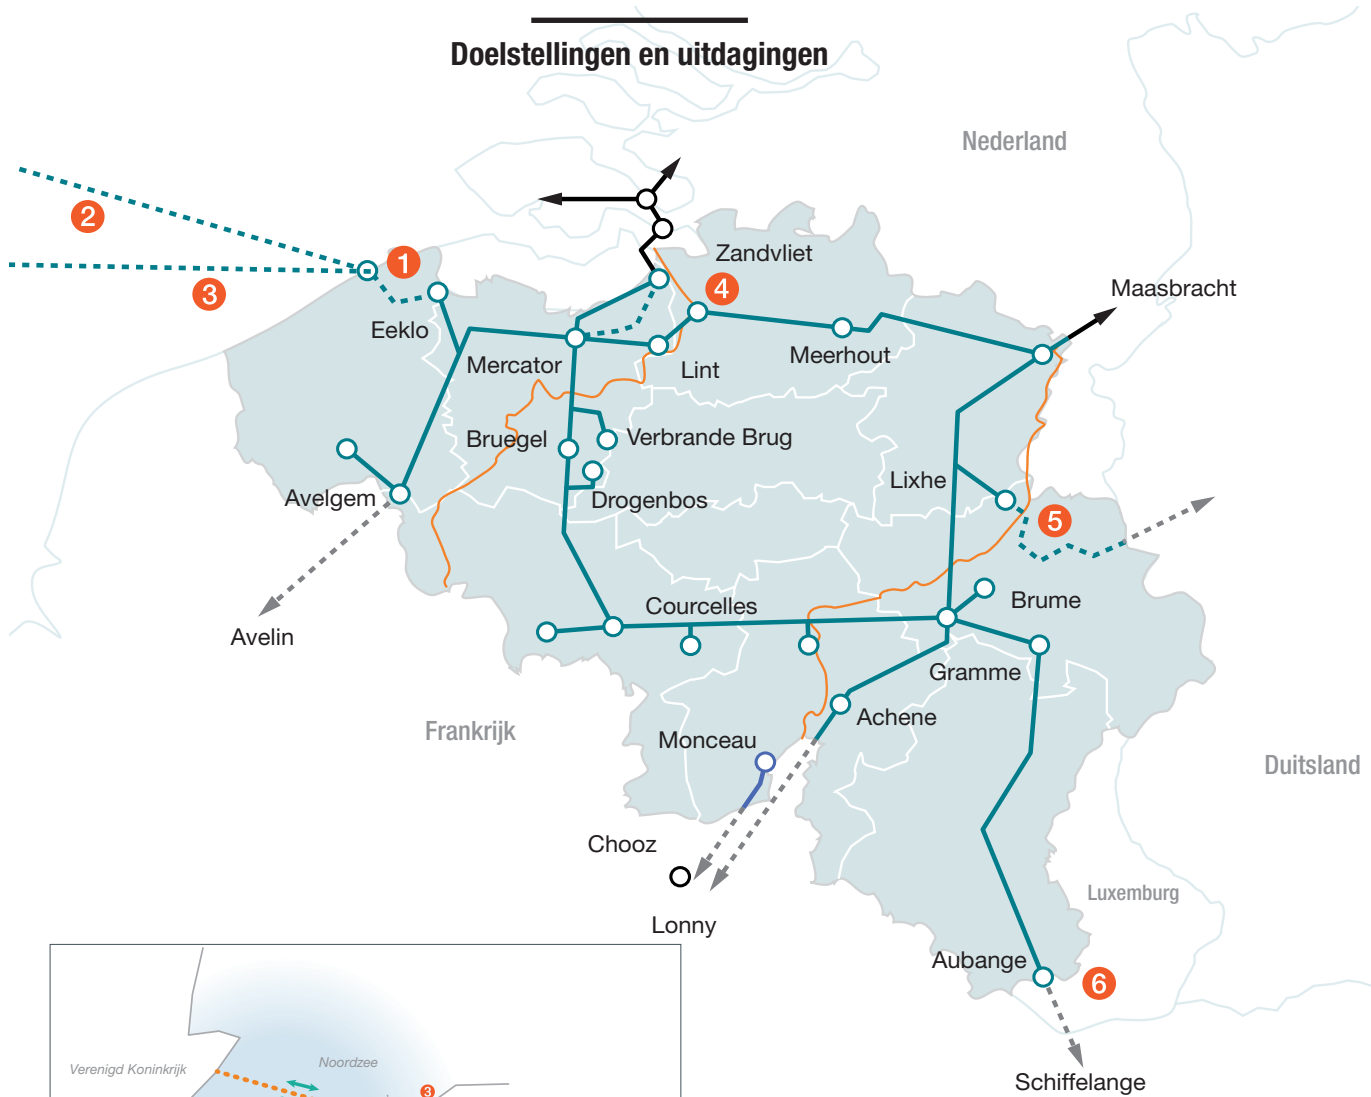 Doelstellingen en uitdagingen
Nederland
2
1
Zandvliet
3
4
Maasbracht
Eeklo
Mercator
Lint
Meerhout
Bruegel
Verbrande Brug
Lixhe
Avelgem
Drogenbos
5
Courcelles
Brume
Avelin
Gramme
Achene
Frankrijk
Monceau
Duitsland
Chooz
Luxemburg
Lonny
Aubange
6
Schiffelange
Noordzee
Verenigd Koninkrijk
3